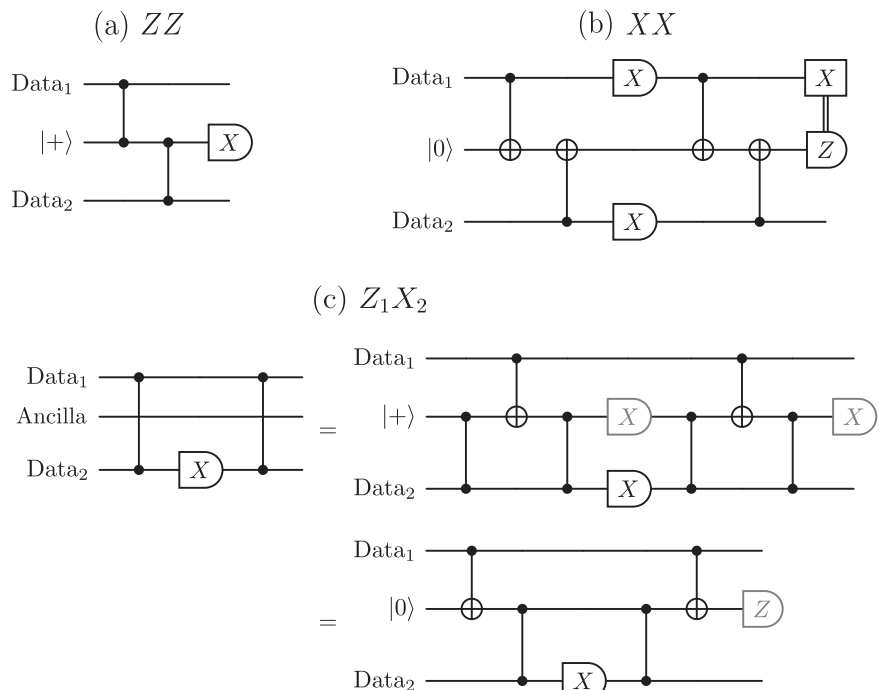 (a) ZZ
Data₁
|+⟩ X
Data₂
(b) XX
Data₁ X X
|0⟩ Z
Data₂ X
(c) Z₁X₂
Data₁
Ancilla
Data₂ X
=
Data₁
|+⟩ X X
Data₂ X
=
Data₁
|0⟩ Z
Data₂ X